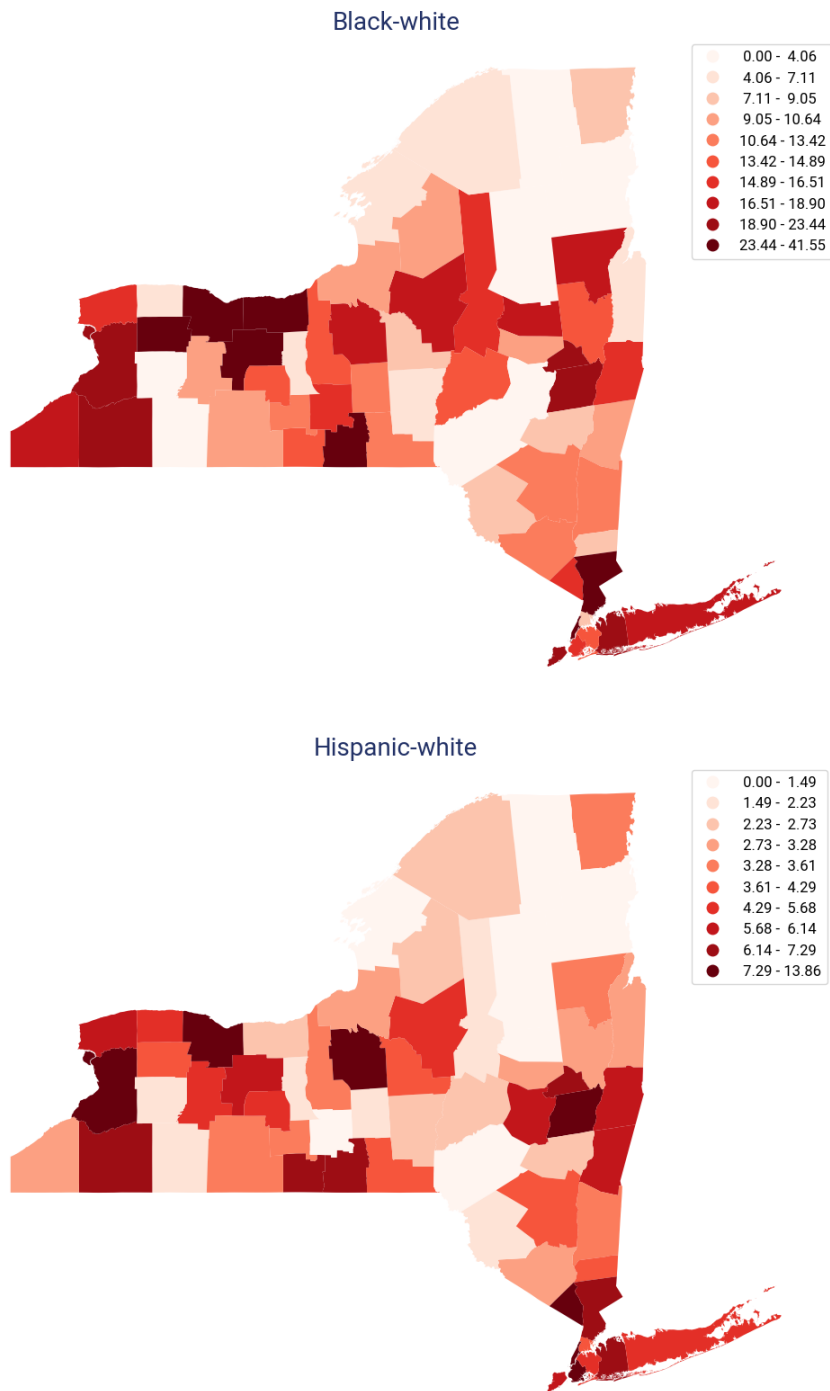 Black-white
0.00 - 4.06
4.06 - 7.11
7.11 - 9.05
9.05 - 10.64
10.64 - 13.42
13.42 - 14.89
14.89 - 16.51
16.51 - 18.90
18.90 - 23.44
23.44 - 41.55
Hispanic-white
0.00 - 1.49
1.49 - 2.23
2.23 - 2.73
2.73 - 3.28
3.28 - 3.61
3.61 - 4.29
4.29 - 5.68
5.68 - 6.14
6.14 - 7.29
7.29 - 13.86